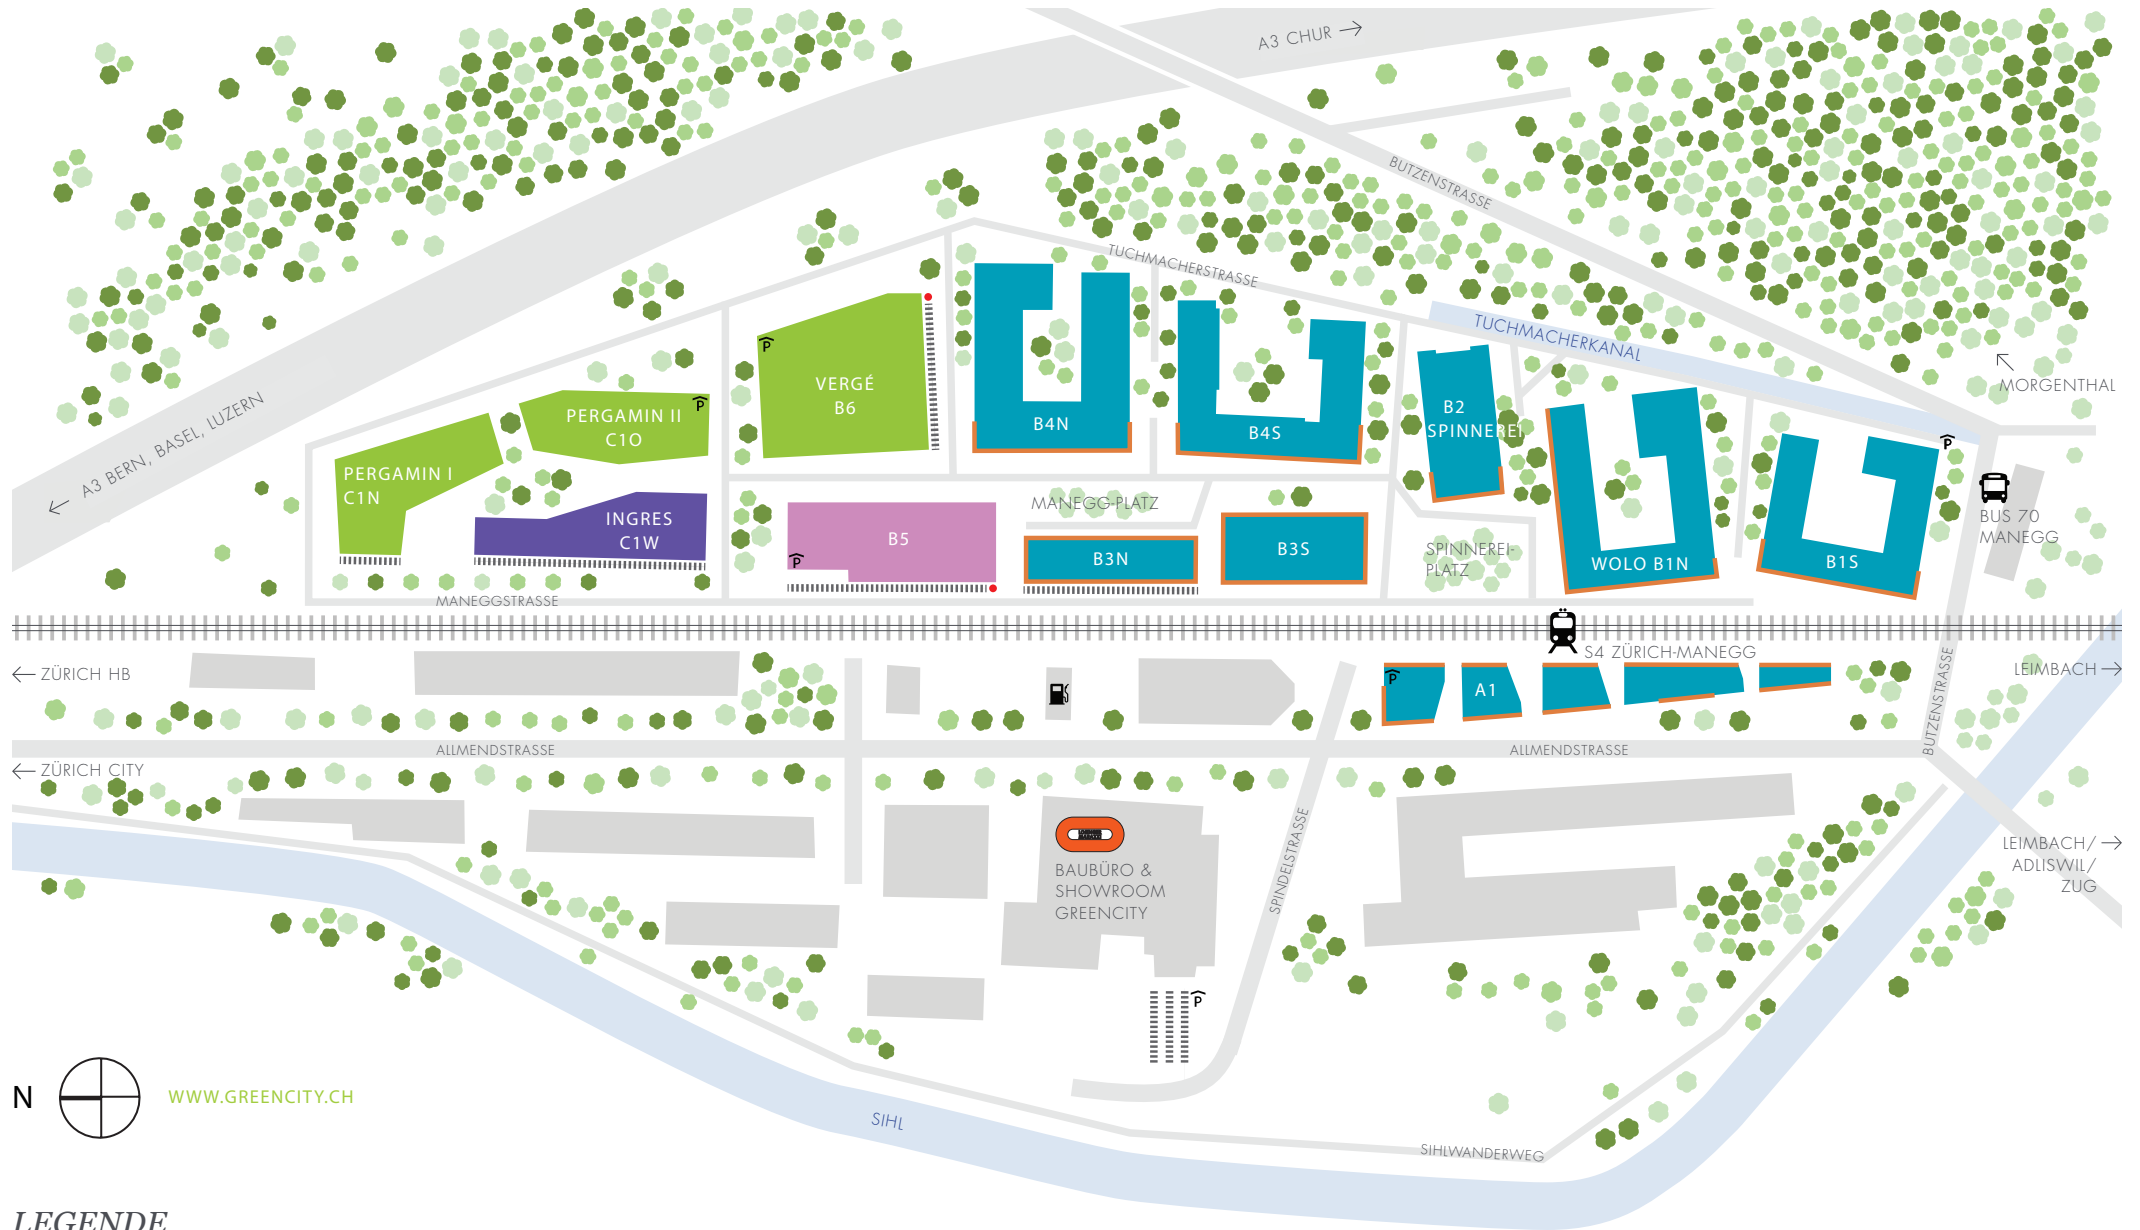 A3 CHUR
BUTZENSTRASSE
TUCHMACHERSTRASSE
TUCHMACHERKANAL
MORGENTHAL
A3 BERN, BASEL, LUZERN
VERGÉ
B6
PERGAMIN II
C1O
PERGAMIN I
C1N
INGRES
C1W
B4N
B4S
B2
SPINNEREI
WOLO B1N
B1S
BUS 70
MANEGG
MANEGG-PLATZ
B5
B3N
B3S
SPINNEREI-
PLATZ
P
P
P
P
P
P
MANEGGSTRASSE
S4 ZÜRICH-MANEGG
ZÜRICH HB
LEIMBACH
A1
BUTZENSTRASSE
ALLMENDSTRASSE
ALLMENDSTRASSE
ZÜRICH CITY
SPINDELSTRASSE
BAUBÜRO &
SHOWROOM
GREENCITY
LEIMBACH/
ADLISWIL/
ZUG
N
WWW.GREENCITY.CH
SIHL
SIHLWANDERWEG
LEGENDE